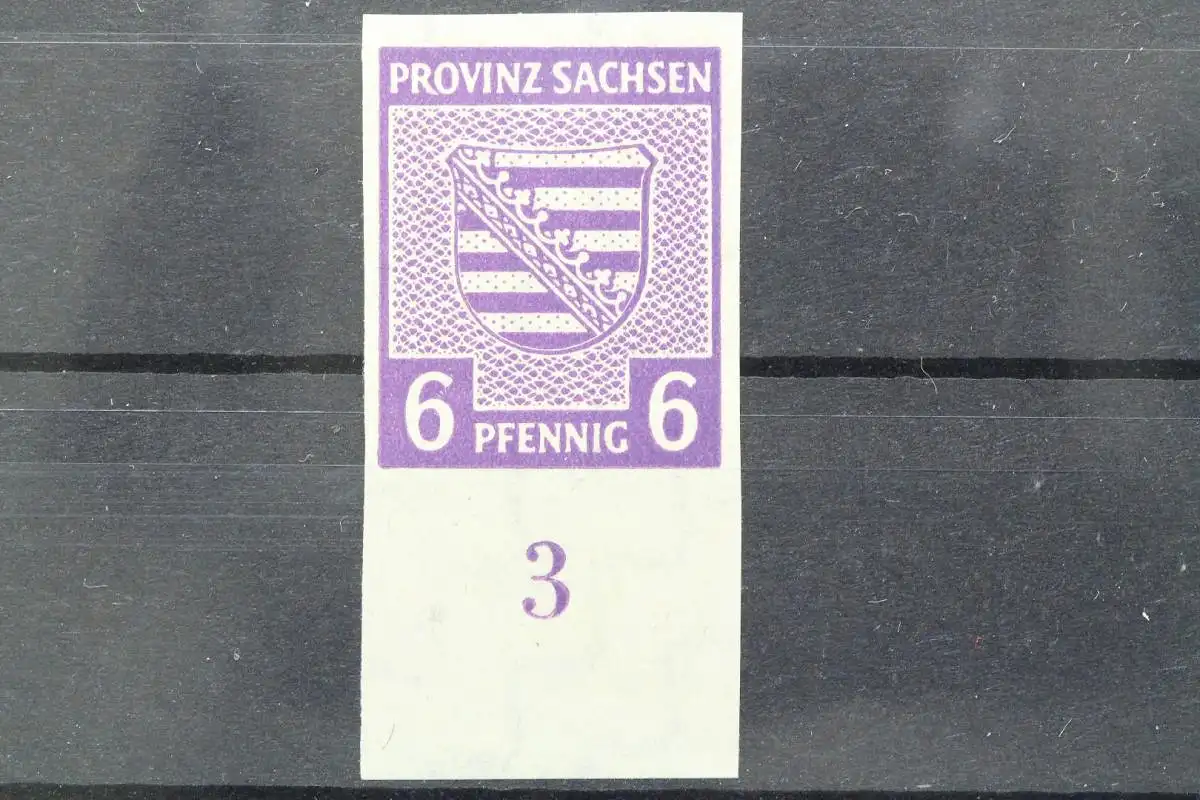 PROVINZ SACHSEN
6 PFENNIG 6
3